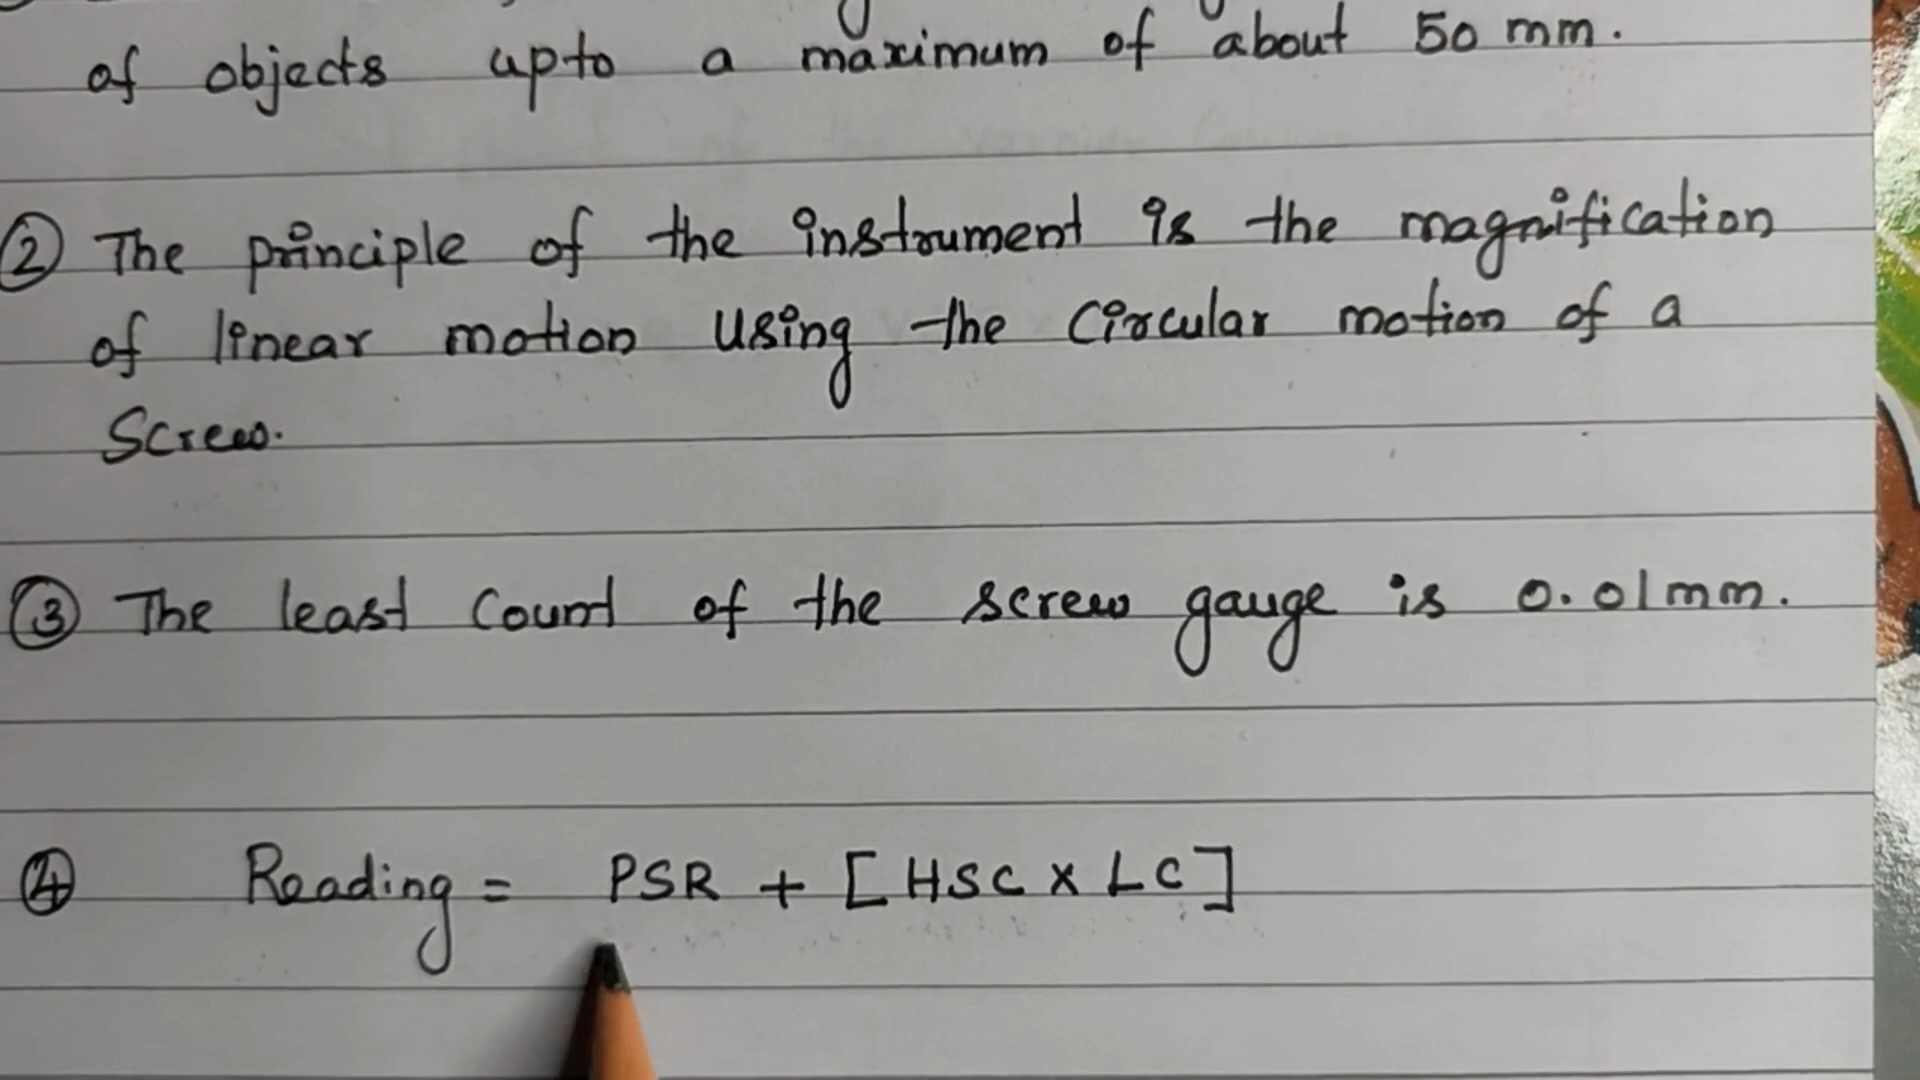 of objects upto a maximum of about 50 mm.
② The principle of the instrument is the magnification
of linear motion using the circular motion of a
Screw.
③ The least count of the screw gauge is 0.01mm.
④ Reading = PSR + [HSC x LC]